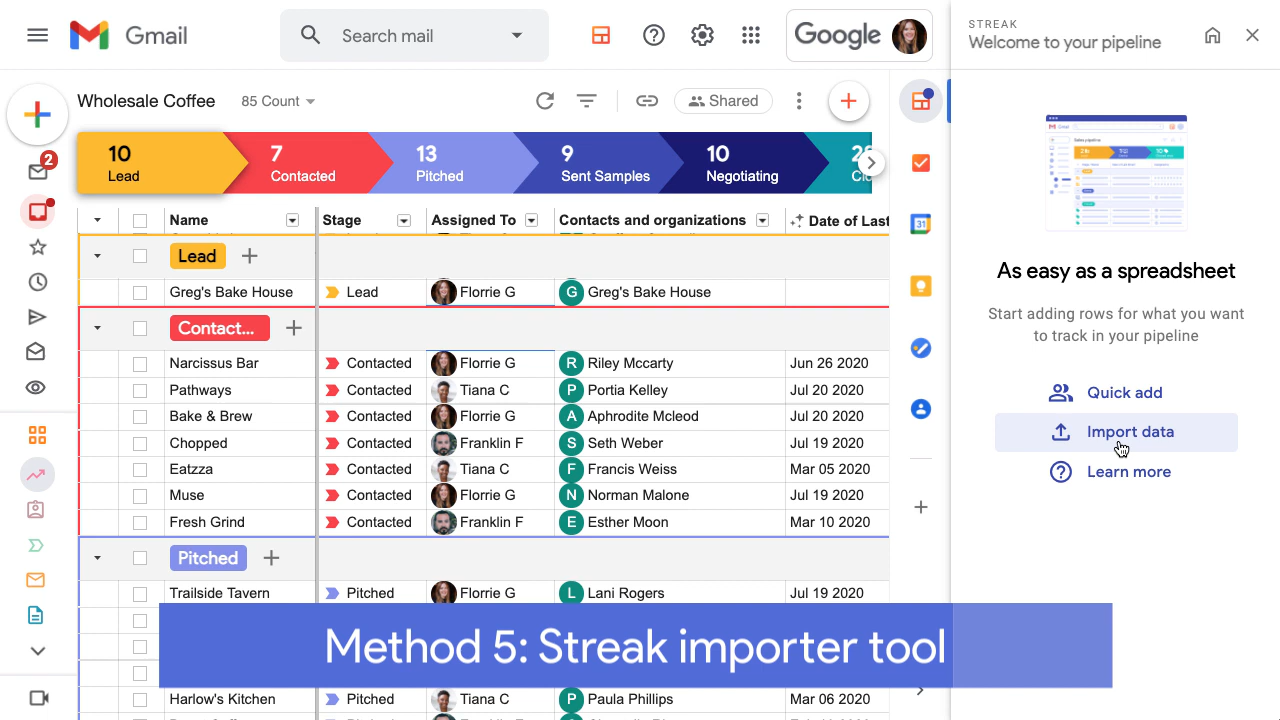 Gmail
Search mail
Google
STREAK
Welcome to your pipeline
Wholesale Coffee
85 Count
Shared
2
10
Lead
7
Contacted
13
Pitched
9
Sent Samples
10
Negotiating
Name
Stage
Assigned To
Contacts and organizations
Date of Last
Lead
Greg's Bake House Lead Florrie G G Greg's Bake House
Contact...
Narcissus Bar Contacted Florrie G R Riley Mccarty Jun 26 2020
Pathways Contacted Tiana C P Portia Kelley Jul 20 2020
Bake & Brew Contacted Florrie G A Aphrodite Mcleod Jul 20 2020
Chopped Contacted Franklin F S Seth Weber Jul 19 2020
Eatzza Contacted Tiana C F Francis Weiss Mar 05 2020
Muse Contacted Florrie G N Norman Malone Jul 19 2020
Fresh Grind Contacted Franklin F E Esther Moon Mar 10 2020
Pitched
Trailside Tavern Pitched Florrie G L Lani Rogers Jul 19 2020
Harlow's Kitchen Pitched Tiana C P Paula Phillips Mar 06 2020
31
As easy as a spreadsheet
Start adding rows for what you want
to track in your pipeline
Quick add
Import data
Learn more
Method 5: Streak importer tool